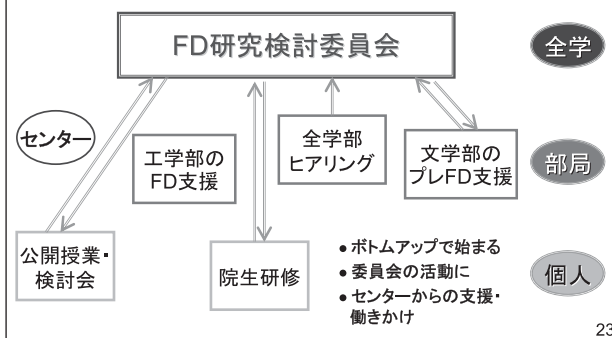 FD研究検討委員会
全学
センター
工学部の
FD支援
全学部
ヒアリング
文学部の
プレFD支援
部局
公開授業・
検討会
院生研修
●ボトムアップで始まる
●委員会の活動に
●センターからの支援・
働きかけ
個人
23